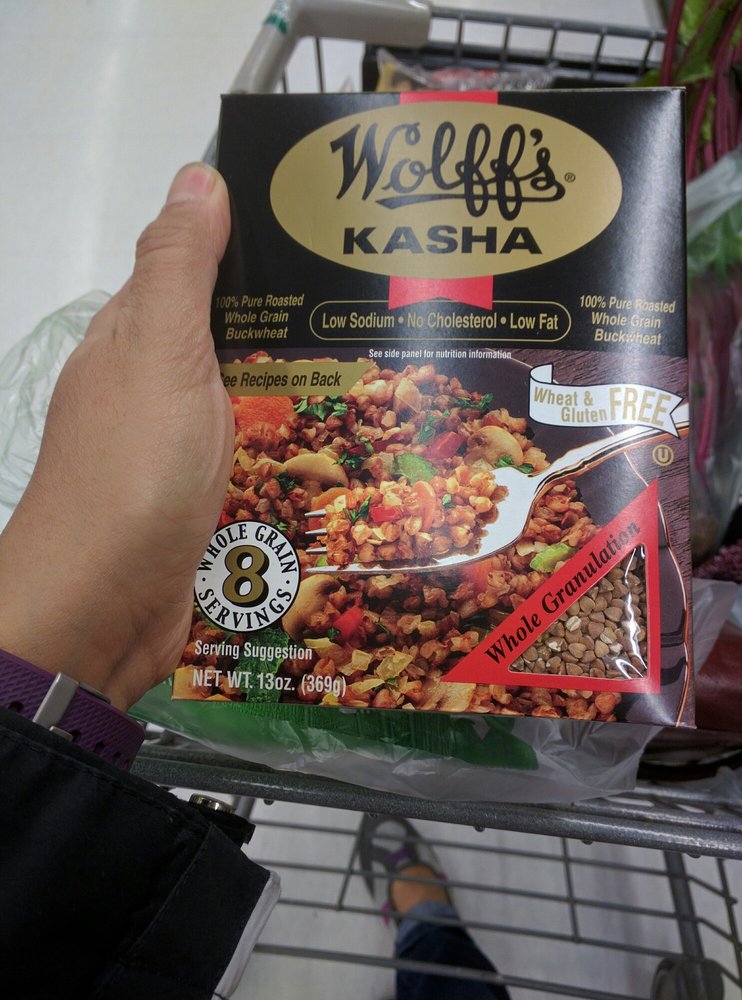 Wolff's®
KASHA
100% Pure Roasted
Whole Grain
Buckwheat
Low Sodium • No Cholesterol • Low Fat
100% Pure Roasted
Whole Grain
Buckwheat
See side panel for nutrition information
See Recipes on Back
Wheat &
Gluten FREE
U
WHOLE GRAIN
8
SERVINGS
Whole Granulation
Serving Suggestion
NET WT. 13oz. (369g)